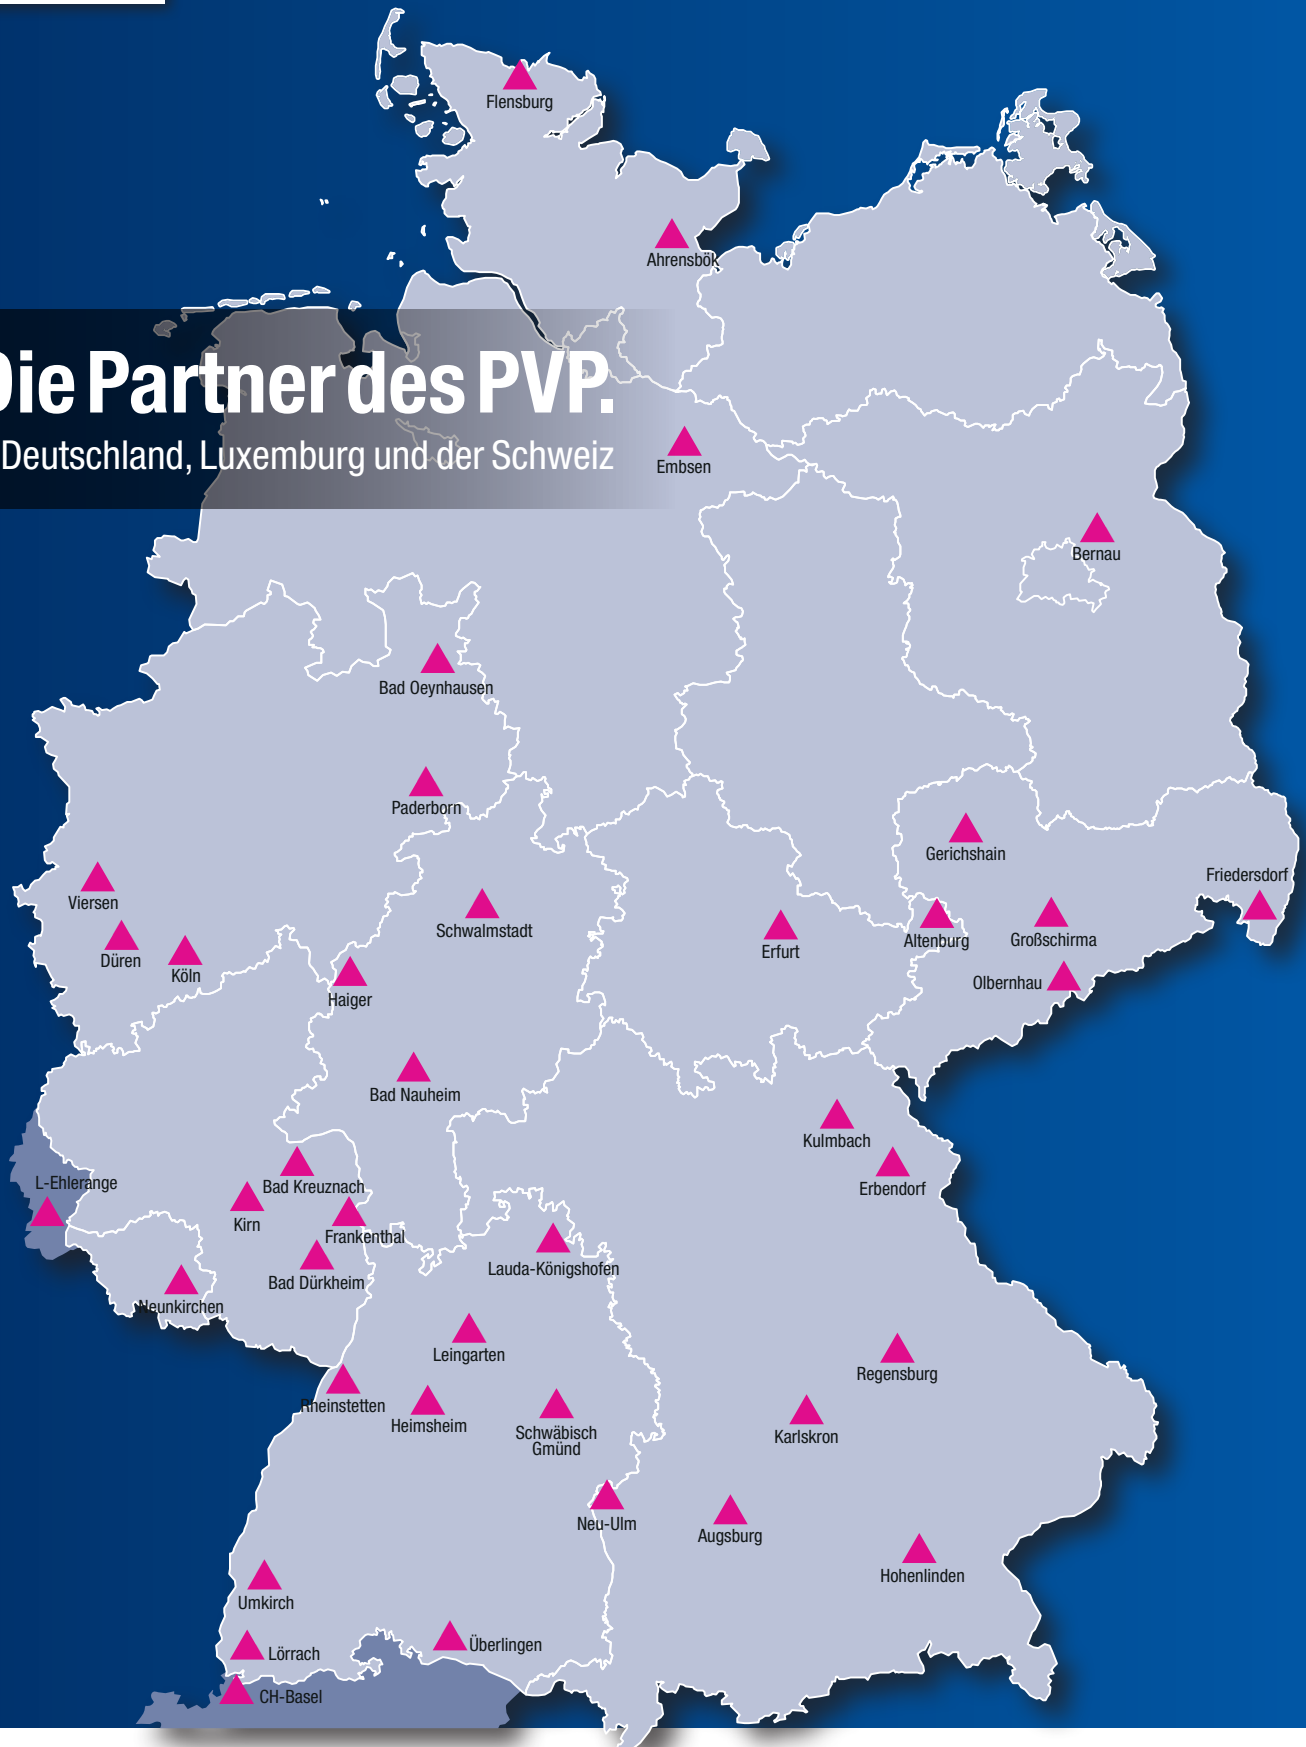 Flensburg
Ahrensbök
Die Partner des PVP.
Deutschland, Luxemburg und der Schweiz
Embsen
Bernau
Bad Oeynhausen
Paderborn
Gerichshain
Friedersdorf
Viersen
Schwalmstadt
Erfurt
Altenburg
Großschirma
Düren
Köln
Olbernhau
Haiger
Bad Nauheim
Kulmbach
L-Ehlerange
Bad Kreuznach
Erbendorf
Kirn
Frankenthal
Lauda-Königshofen
Bad Dürkheim
Neunkirchen
Leingarten
Regensburg
Rheinstetten
Heimsheim
Schwäbisch
Gmünd
Karlskron
Neu-Ulm
Augsburg
Hohenlinden
Umkirch
Überlingen
Lörrach
CH-Basel